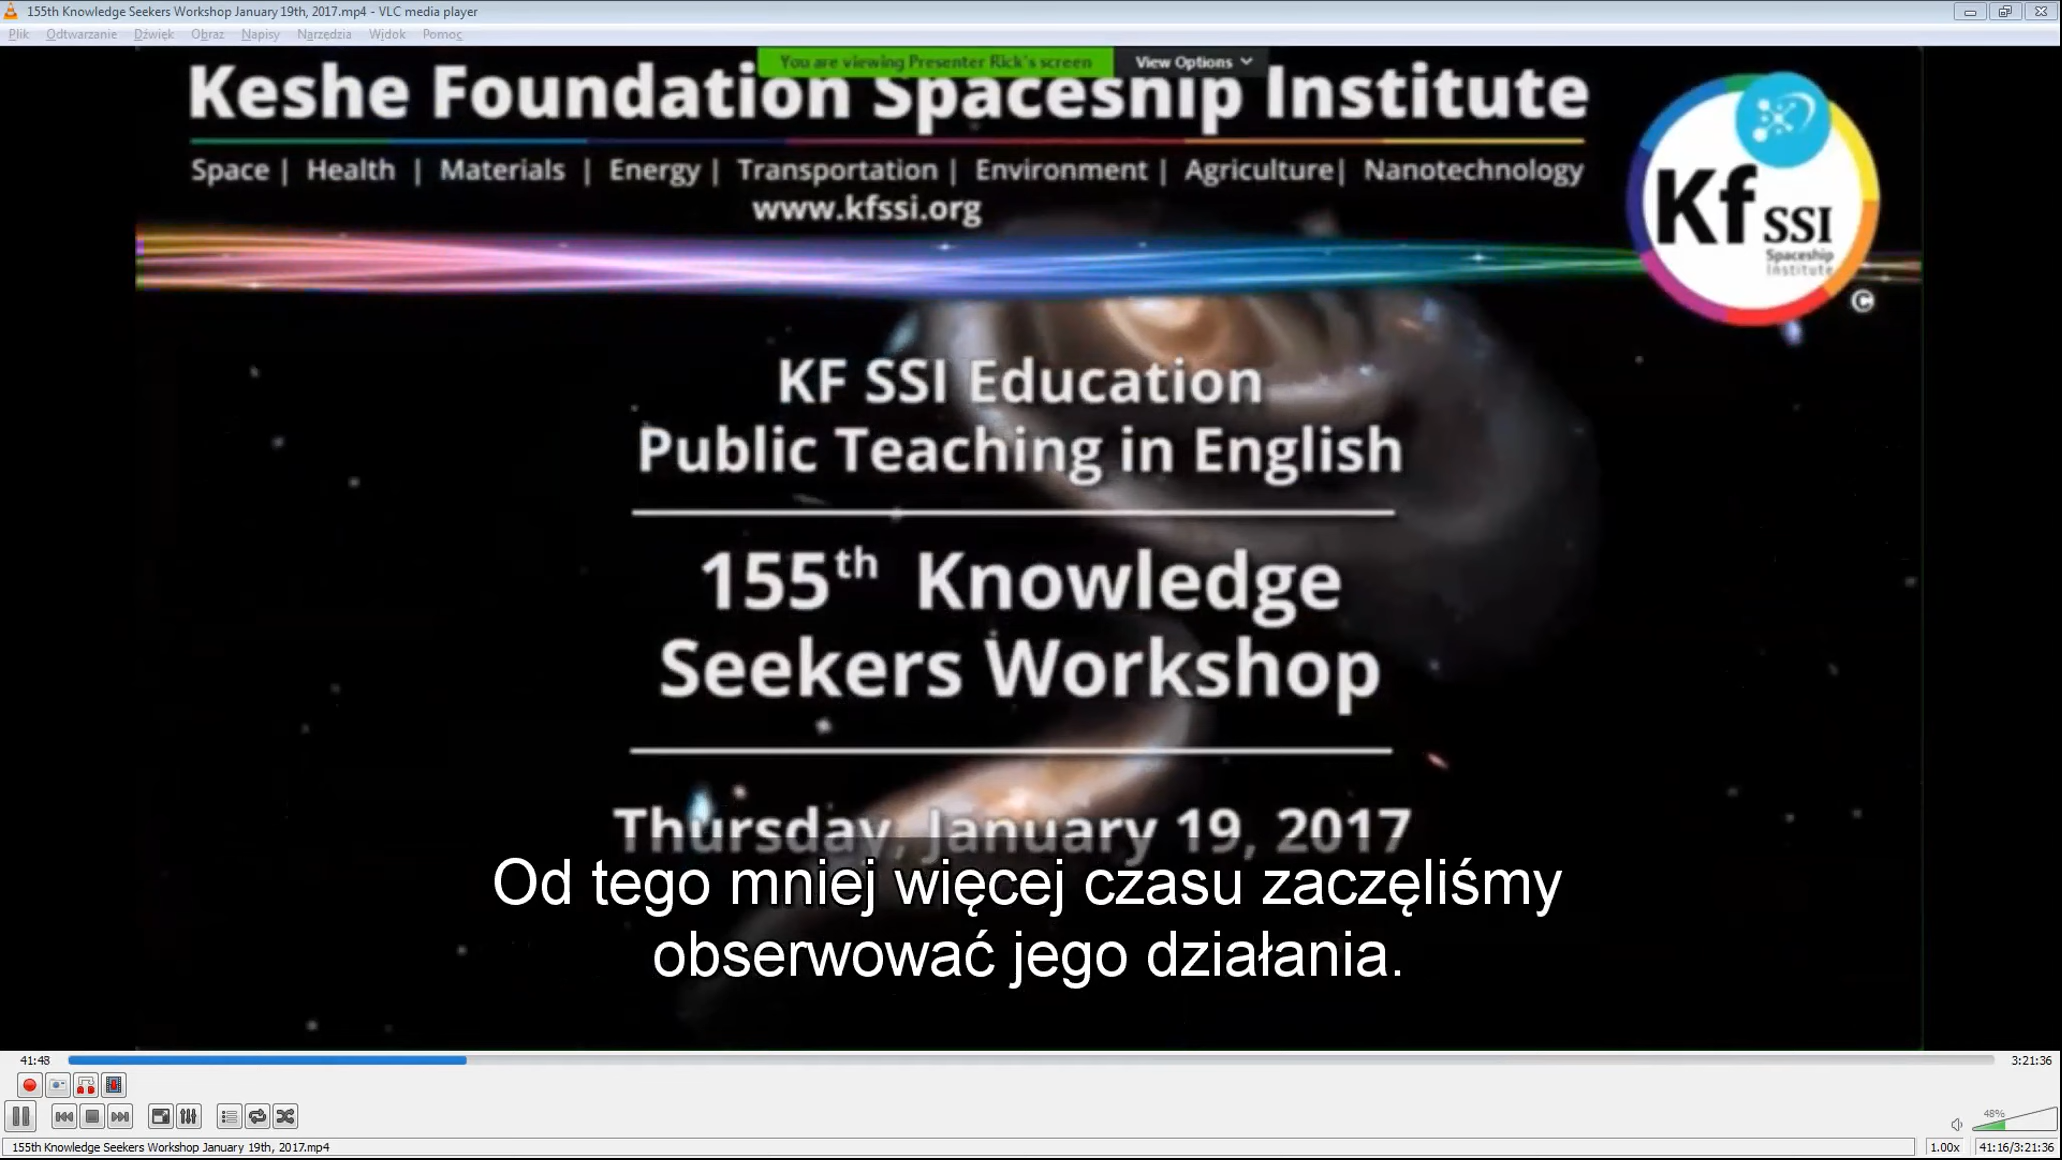 155th Knowledge Seekers Workshop January 19th, 2017.mp4 - VLC media player
Plik Odtwarzanie Dźwięk Obraz Napisy Narzędzia Widok Pomoc
You are viewing Presenter Rick's screen View Options
Keshe Foundation Spaceship Institute
Space | Health | Materials | Energy | Transportation | Environment | Agriculture | Nanotechnology
www.kfssi.org
Kf SSI
Spaceship
Institute
©
KF SSI Education
Public Teaching in English
155th Knowledge
Seekers Workshop
Thursday, January 19, 2017
Od tego mniej więcej czasu zaczęliśmy
obserwować jego działania.
41:48 3:21:36
48%
155th Knowledge Seekers Workshop January 19th, 2017.mp4 1.00x 41:16/3:21:36